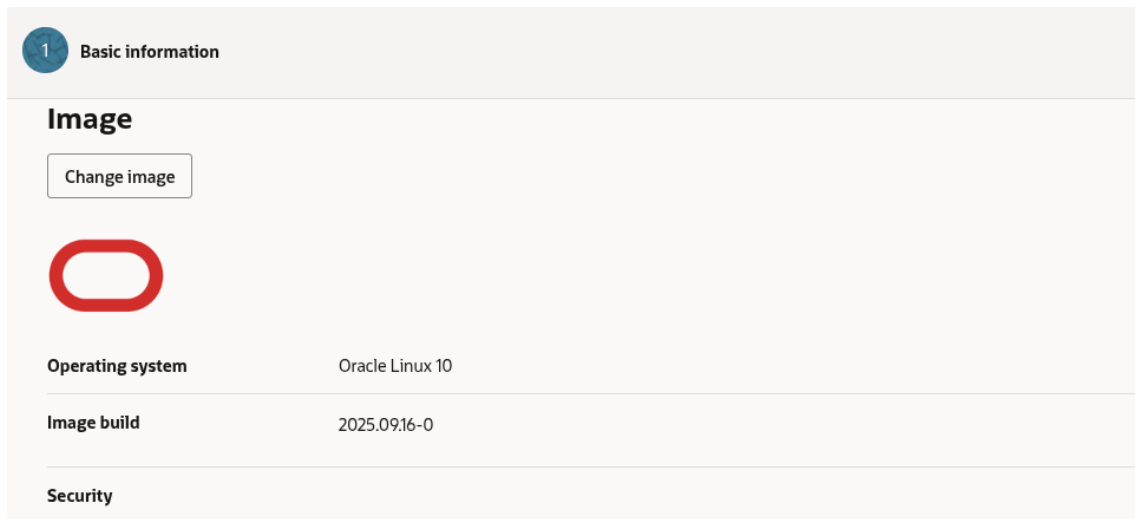 1 Basic information
Image
Change image
Operating system Oracle Linux 10
Image build 2025.09.16-0
Security